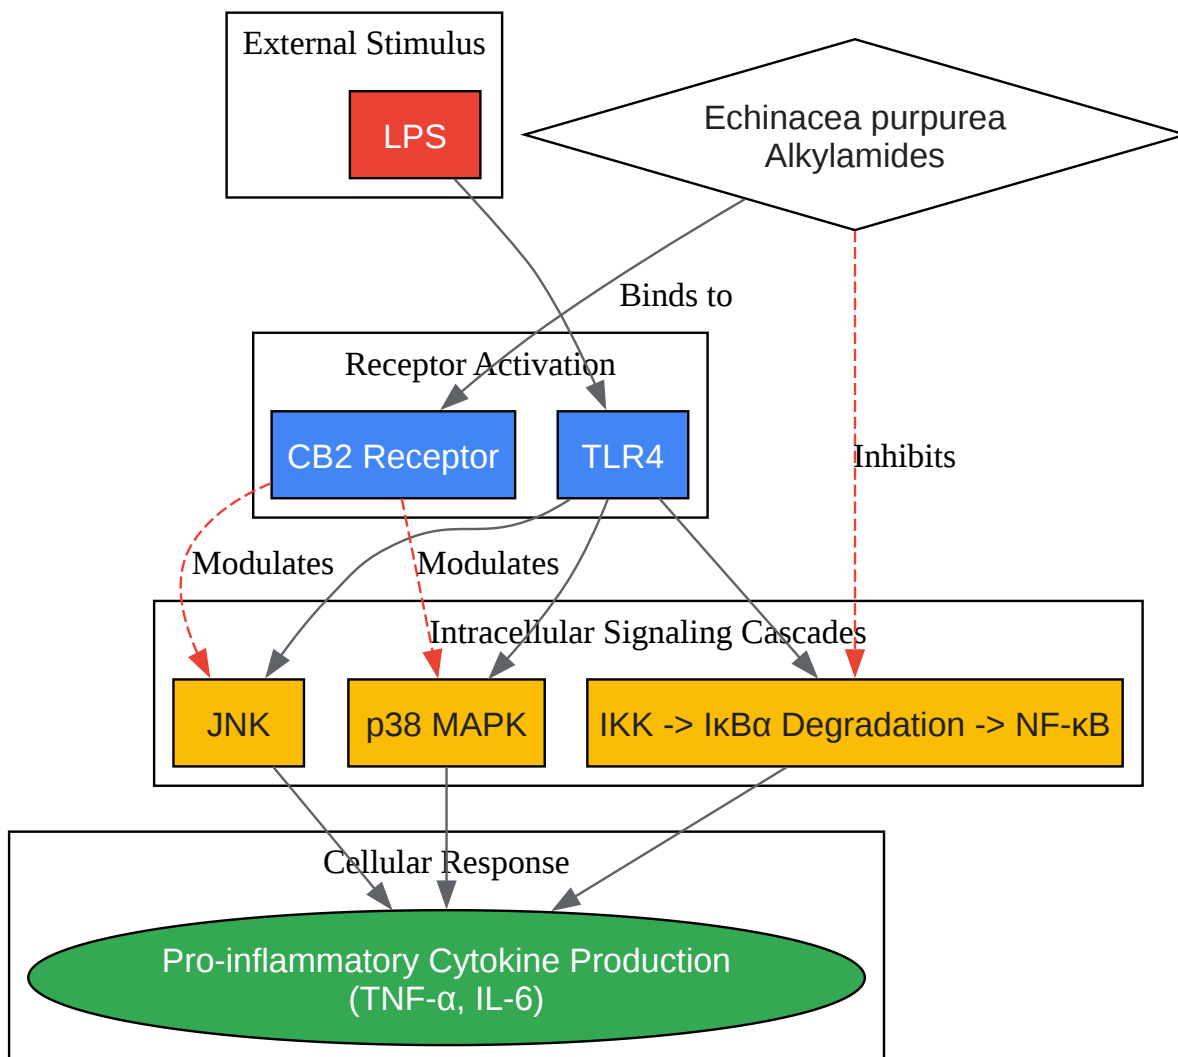 External Stimulus
LPS
Echinacea purpurea
Alkylamides
Binds to
Receptor Activation
CB2 Receptor
TLR4
Inhibits
Modulates
Modulates
Intracellular Signaling Cascades
JNK
p38 MAPK
IKK -> IκBα Degradation -> NF-κB
Cellular Response
Pro-inflammatory Cytokine Production
(TNF-α, IL-6)